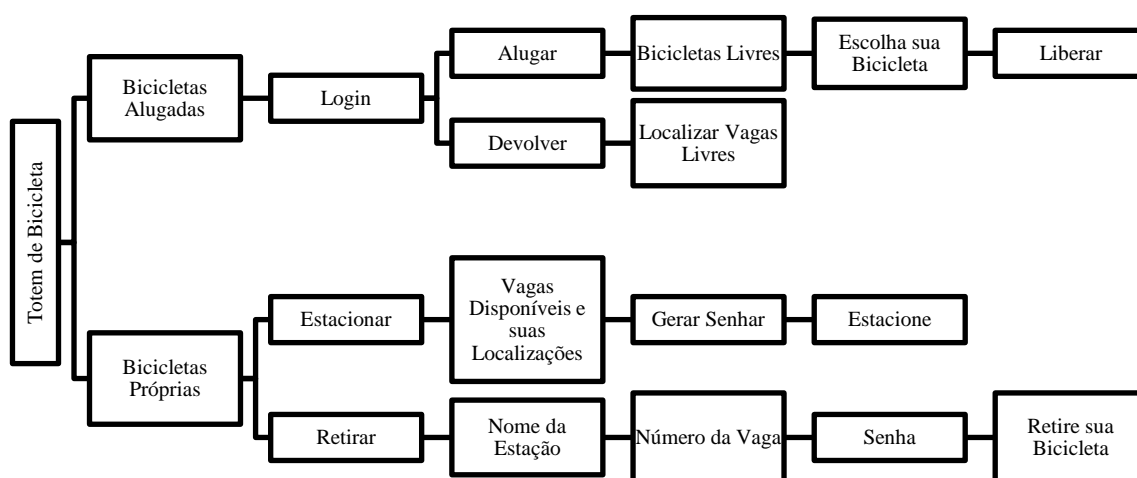 Totem de Bicicleta
Bicicletas
Alugadas
Login
Alugar
Bicicletas Livres
Escolha sua
Bicicleta
Liberar
Devolver
Localizar Vagas
Livres
Bicicletas
Próprias
Estacionar
Vagas
Disponíveis e
suas
Localizações
Gerar Senhar
Estacione
Retirar
Nome da
Estação
Número da Vaga
Senha
Retire sua
Bicicleta